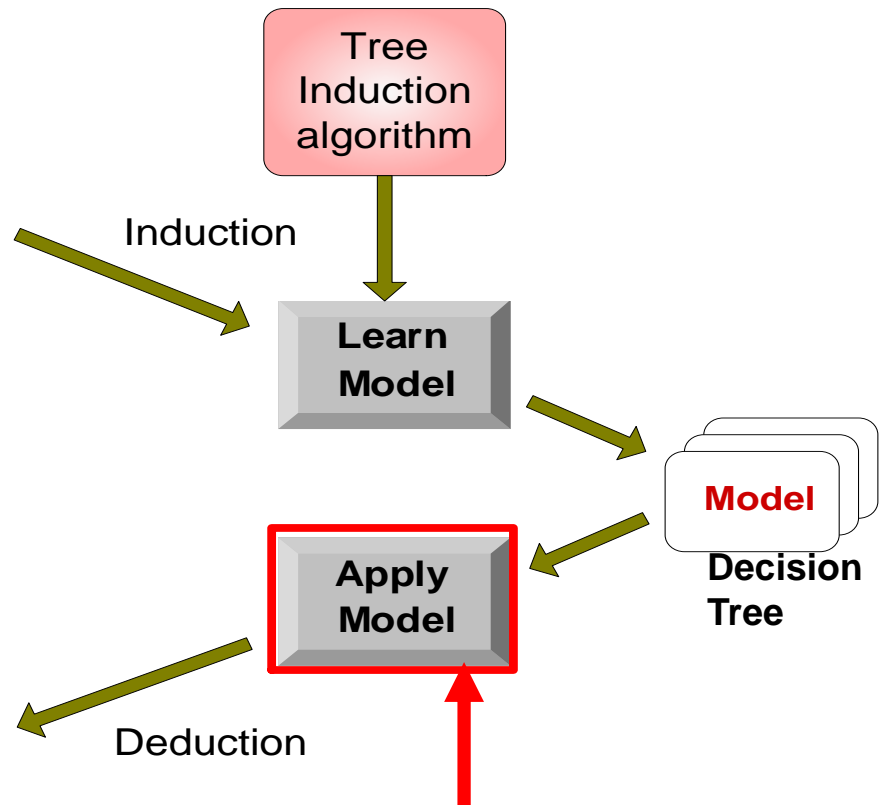 Tree
Induction
algorithm
Induction
Learn
Model
Model
Decision
Tree
Apply
Model
Deduction